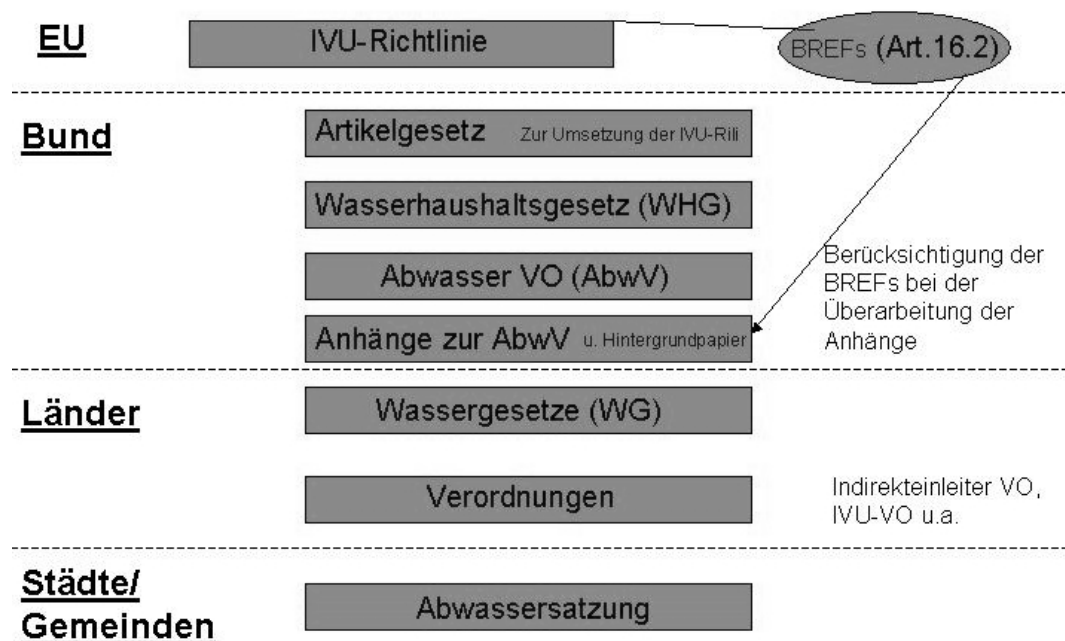 EU
IVU-Richtlinie
BREFs (Art.16.2)
Bund
Artikelgesetz Zur Umsetzung der IVU-Rili
Wasserhaushaltsgesetz (WHG)
Abwasser VO (AbwV)
Anhänge zur AbwV u. Hintergrundpapier
Berücksichtigung der
BREFs bei der
Überarbeitung der
Anhänge
Länder
Wassergesetze (WG)
Verordnungen
Indirekteinleiter VO,
IVU-VO u.a.
Städte/
Gemeinden
Abwassersatzung